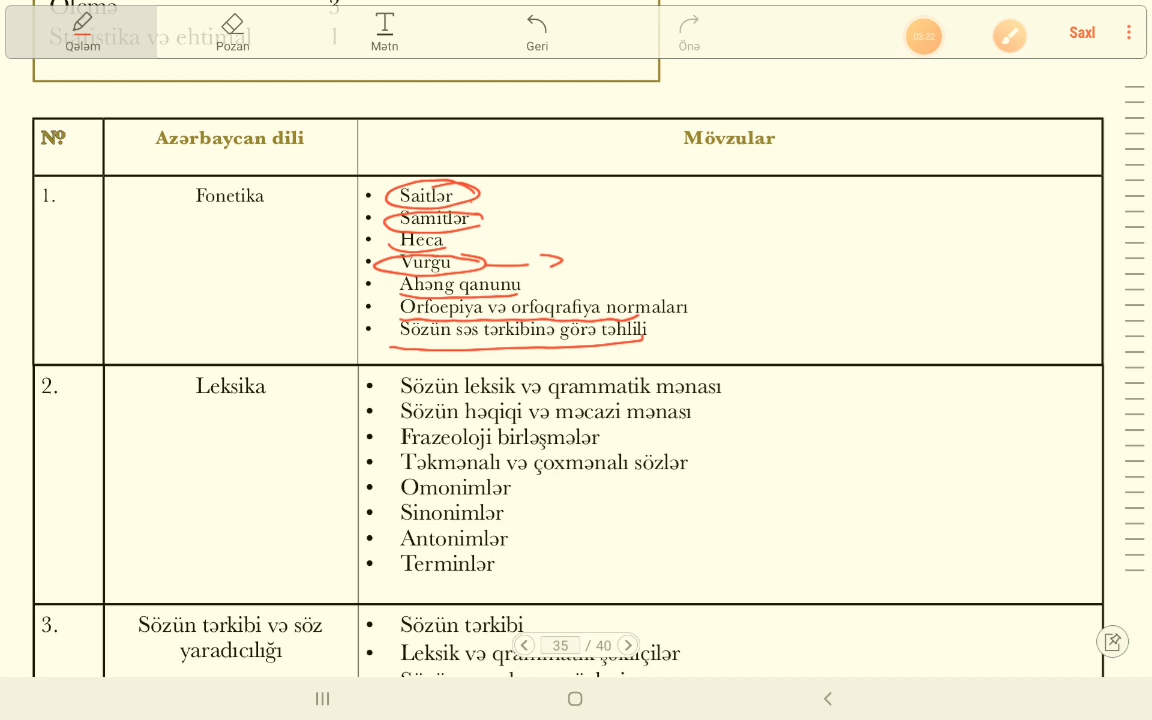 Ölçmə 3
Statistika və ehtimal 1
Qələm
Pozan
Mətn
Geri
Önə
03:22
Saxl
№ Azərbaycan dili Mövzular
1. Fonetika
• Saitlər
• Samitlər
• Heca
• Vurğu
• Ahəng qanunu
• Orfoepiya və orfoqrafiya normaları
• Sözün səs tərkibinə görə təhlili
2. Leksika
• Sözün leksik və qrammatik mənası
• Sözün həqiqi və məcazi mənası
• Frazeoloji birləşmələr
• Təkmənalı və çoxmənalı sözlər
• Omonimlər
• Sinonimlər
• Antonimlər
• Terminlər
3. Sözün tərkibi və söz yaradıcılığı
• Sözün tərkibi
• Leksik və qrammatik şəkilçilər
35 / 40